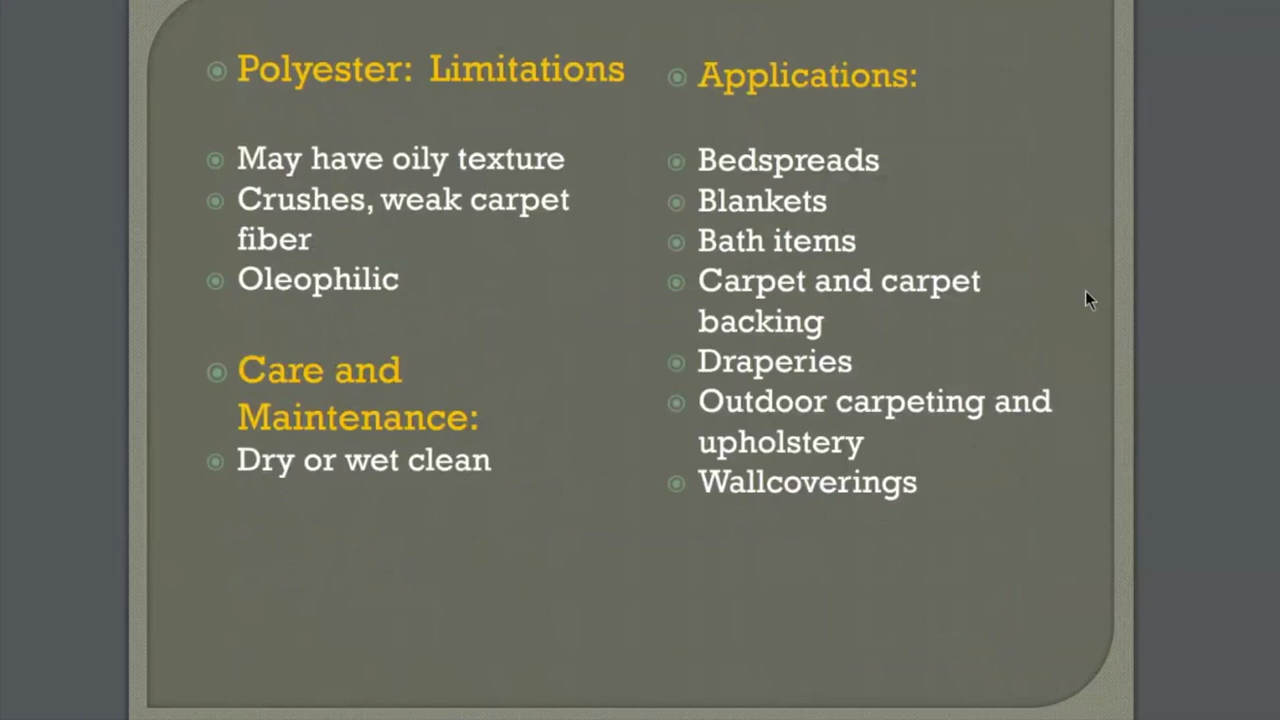 Polyester: Limitations
May have oily texture
Crushes, weak carpet
fiber
Oleophilic
Care and
Maintenance:
Dry or wet clean
Applications:
Bedspreads
Blankets
Bath items
Carpet and carpet
backing
Draperies
Outdoor carpeting and
upholstery
Wallcoverings